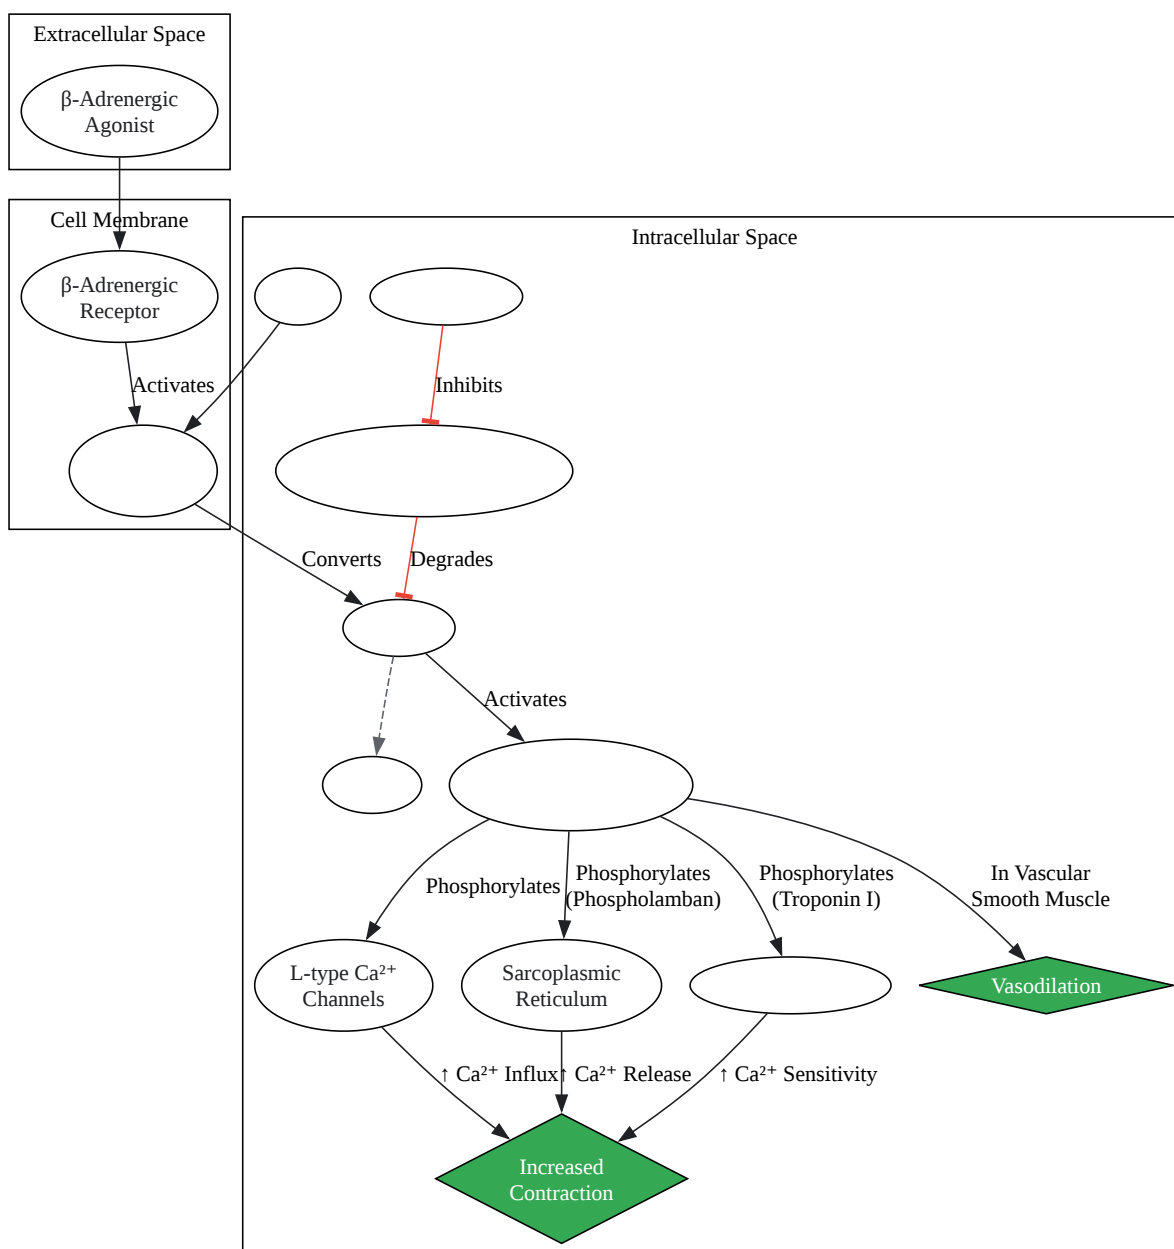 Extracellular Space
β-Adrenergic
Agonist
Cell Membrane
Intracellular Space
β-Adrenergic
Receptor
Activates
Inhibits
Converts
Degrades
Activates
Phosphorylates
Phosphorylates
(Phospholamban)
Phosphorylates
(Troponin I)
In Vascular
Smooth Muscle
L-type Ca²⁺
Channels
Sarcoplasmic
Reticulum
Vasodilation
↑ Ca²⁺ Influx
↑ Ca²⁺ Release
↑ Ca²⁺ Sensitivity
Increased
Contraction